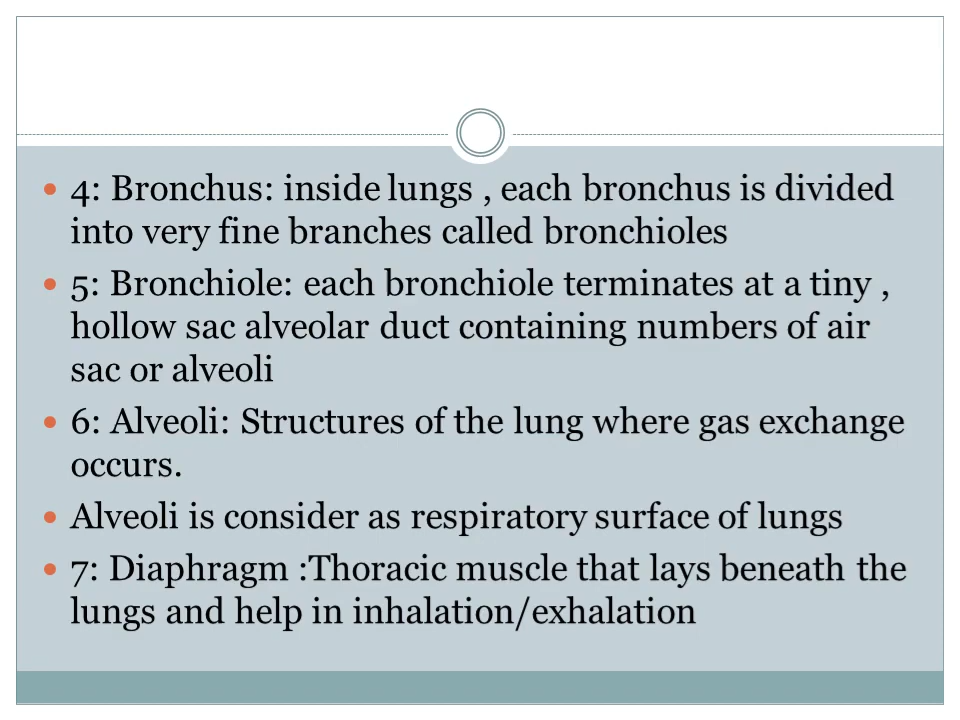 4: Bronchus: inside lungs , each bronchus is divided
into very fine branches called bronchioles
5: Bronchiole: each bronchiole terminates at a tiny ,
hollow sac alveolar duct containing numbers of air
sac or alveoli
6: Alveoli: Structures of the lung where gas exchange
occurs.
Alveoli is consider as respiratory surface of lungs
7: Diaphragm :Thoracic muscle that lays beneath the
lungs and help in inhalation/exhalation